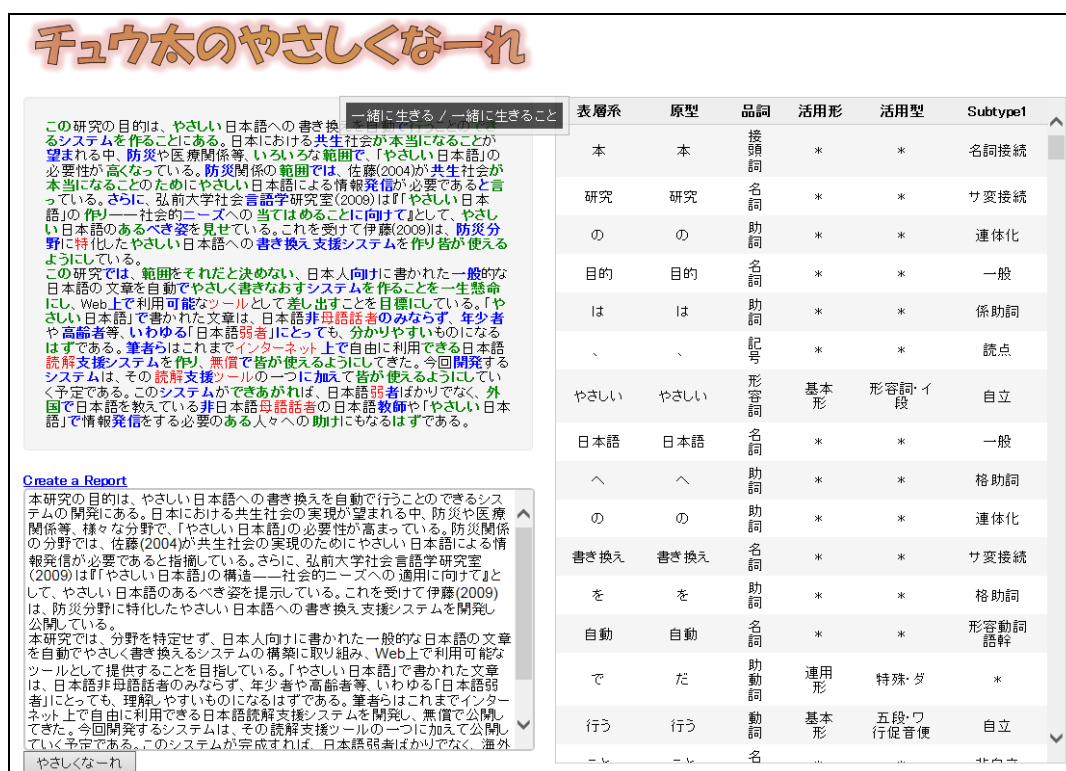 チュウ太のやさしくなーれ
一緒に生きる / 一緒に生きること
この研究の目的は、やさしい日本語への書き換えを自動で行うことのでき
るシステムを作ることにある。日本における共生社会が本当になることが
望まれる中、防災や医療関係等、いろいろな範囲で、「やさしい日本語」の
必要性が高くなっている。防災関係の範囲では、佐藤(2004)が共生社会が
本当になることのためにやさしい日本語による情報発信が必要であると言
っている。さらに、弘前大学社会言語学研究室(2009)は『「やさしい日本
語」の作り――社会的ニーズへの当てはめることに向けて』として、やさし
い日本語のあるべき姿を見せている。これを受けて伊藤(2009)は、防災分
野に特化したやさしい日本語への書き換え支援システムを作り皆が使える
ようにしている。
この研究では、範囲をそれだと決めない、日本人向けに書かれた一般的な
日本語の文章を自動でやさしく書きなおすシステムを作ることを一生懸命
にし、Web上で利用可能なツールとして差し出すことを目標にしている。「や
さしい日本語」で書かれた文章は、日本語非母語話者のみならず、年少者
や高齢者等、いわゆる「日本語弱者」にとっても、分かりやすいものになる
はずである。筆者らはこれまでインターネット上で自由に利用できる日本語
読解支援システムを作り、無償で皆が使えるようにしてきた。今回開発する
システムは、その読解支援ツールの一つに加えて皆が使えるようにしてい
く予定である。このシステムができあがれば、日本語弱者ばかりでなく、外
国で日本語を教えている非日本語母語話者の日本語教師や「やさしい日本
語」で情報発信をする必要のある人々への助けにもなるはずである。
Create a Report
本研究の目的は、やさしい日本語への書き換えを自動で行うことのできるシス
テムの開発にある。日本における共生社会の実現が望まれる中、防災や医療
関係等、様々な分野で、「やさしい日本語」の必要性が高まっている。防災関係
の分野では、佐藤(2004)が共生社会の実現のためにやさしい日本語による情
報発信が必要であると指摘している。さらに、弘前大学社会言語学研究室
(2009)は『「やさしい日本語」の構造――社会的ニーズへの適用に向けて』と
して、やさしい日本語のあるべき姿を提示している。これを受けて伊藤(2009)
は、防災分野に特化したやさしい日本語への書き換え支援システムを開発し
公開している。
本研究では、分野を特定せず、日本人向けに書かれた一般的な日本語の文章
を自動でやさしく書き換えるシステムの構築に取り組み、Web上で利用可能な
ツールとして提供することを目指している。「やさしい日本語」で書かれた文章
は、日本語非母語話者のみならず、年少者や高齢者等、いわゆる「日本語弱
者」にとっても、理解しやすいものになるはずである。筆者らはこれまでインター
ネット上で自由に利用できる日本語読解支援システムを開発し、無償で公開し
てきた。今回開発するシステムは、その読解支援ツールの一つに加えて公開し
ていく予定である。このシステムが完成すれば、日本語弱者ばかりでなく、海外
やさしくなーれ
表層系 原型 品詞 活用形 活用型 Subtype1
本 本 接頭詞 * * 名詞接続
研究 研究 名詞 * * サ変接続
の の 助詞 * * 連体化
目的 目的 名詞 * * 一般
は は 助詞 * * 係助詞
、 、 記号 * * 読点
やさしい やさしい 形容詞 基本形 形容詞・イ段 自立
日本語 日本語 名詞 * * 一般
へ へ 助詞 * * 格助詞
の の 助詞 * * 連体化
書き換え 書き換え 名詞 * * サ変接続
を を 助詞 * * 格助詞
自動 自動 名詞 * * 形容動詞語幹
で だ 助動詞 連用形 特殊・ダ *
行う 行う 動詞 基本形 五段・ワ行促音便 自立
こと こと 名